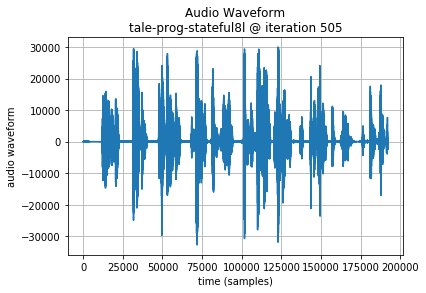 Audio Waveform
tale-prog-stateful8l @ iteration 505
30000
20000
10000
0
-10000
-20000
-30000
audio waveform
0 25000 50000 75000 100000 125000 150000 175000 200000
time (samples)